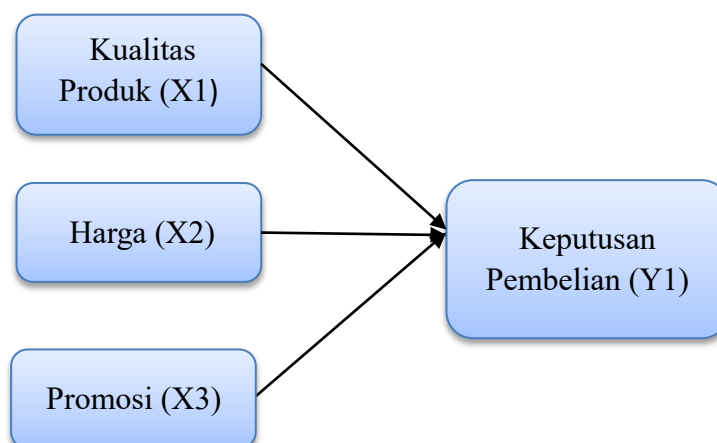 Kualitas
Produk (X1)
Harga (X2)
Keputusan
Pembelian (Y1)
Promosi (X3)